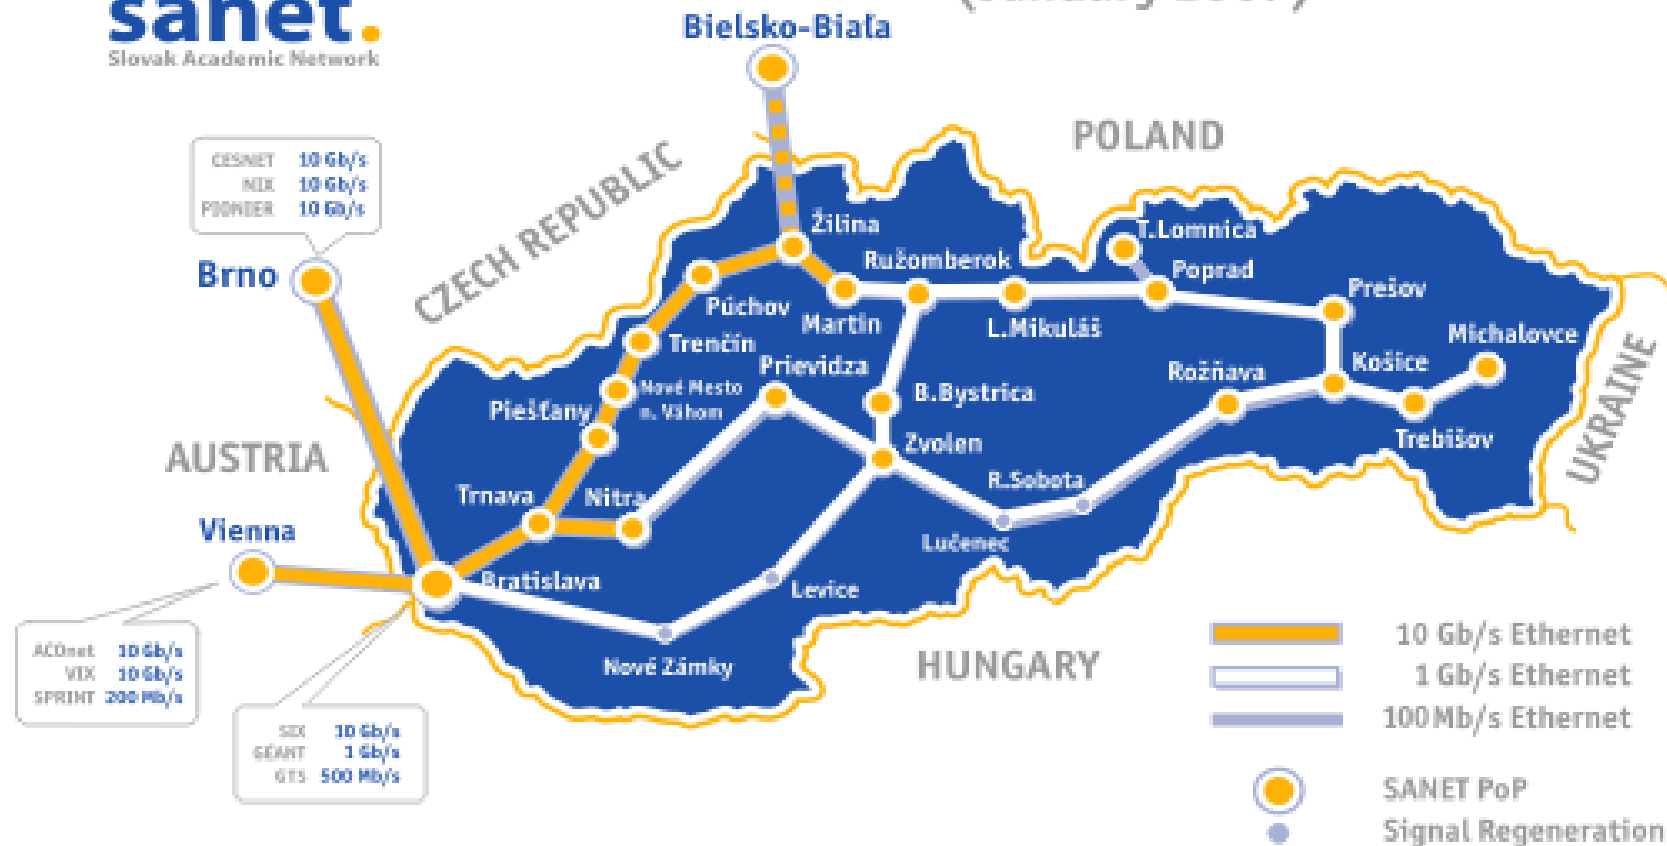 sanet.
Slovak Academic Network
Bielsko-Biała
POLAND
CZECH REPUBLIC
CESNET 10 Gb/s
NIX 10 Gb/s
PIONIER 10 Gb/s
Brno
Žilina
T.Lomnica
Ružomberok
Poprad
Púchov
Martin
L.Mikuláš
Prešov
Michalovce
Trenčín
Prievidza
Rožňava
Košice
UKRAINE
Nové Mesto
n. Váhom
Piešťany
B.Bystrica
Trebišov
AUSTRIA
Zvolen
Trnava
Nitra
R.Sobota
Vienna
Lučenec
Bratislava
Levice
ACOnet 10 Gb/s
VIX 10 Gb/s
SPRINT 200 Mb/s
Nové Zámky
HUNGARY
SIX 10 Gb/s
GÉANT 1 Gb/s
GTS 500 Mb/s
10 Gb/s Ethernet
1 Gb/s Ethernet
100Mb/s Ethernet
SANET PoP
Signal Regeneration